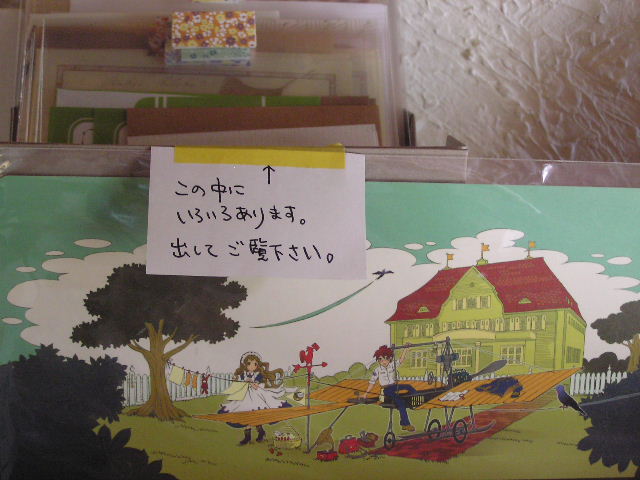 ↑
この中に
いろいろあります。
出してご覧下さい。